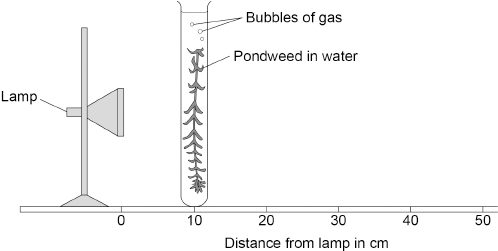 Bubbles of gas
Pondweed in water
Lamp
0 10 20 30 40 50
Distance from lamp in cm